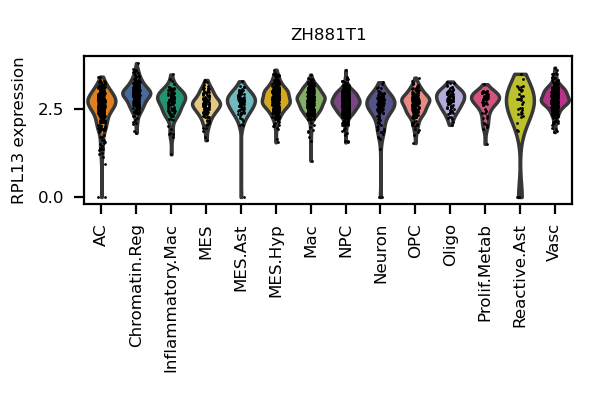 ZH881T1
RPL13 expression
2.5
0.0
AC
Chromatin.Reg
Inflammatory.Mac
MES
MES.Ast
MES.Hyp
Mac
NPC
Neuron
OPC
Oligo
Prolif.Metab
Reactive.Ast
Vasc